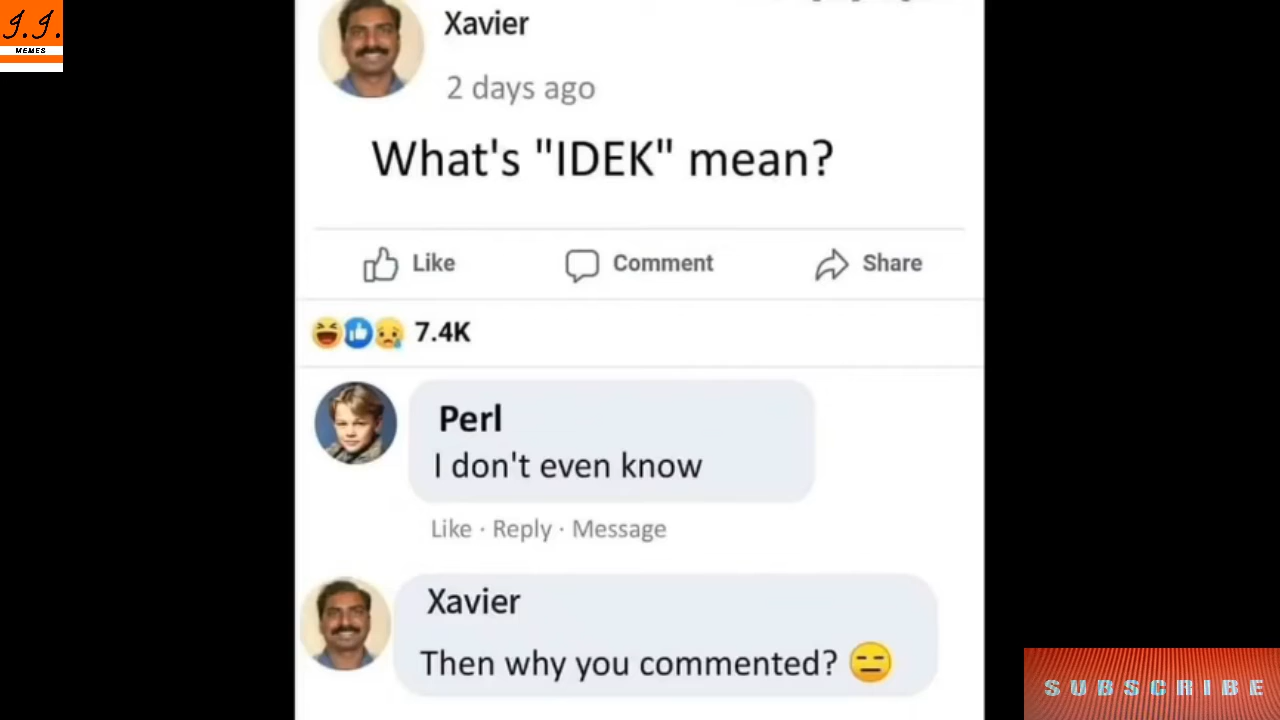 J.J.
MEMES
Xavier
2 days ago
What's "IDEK" mean?
Like
Comment
Share
7.4K
Perl
I don't even know
Like · Reply · Message
Xavier
Then why you commented? 😑
SUBSCRIBE